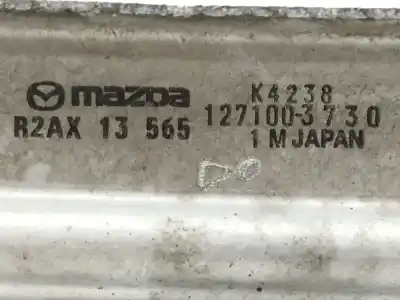 mazda K4238
R2AX 13 565 127100-3730
1 M JAPAN